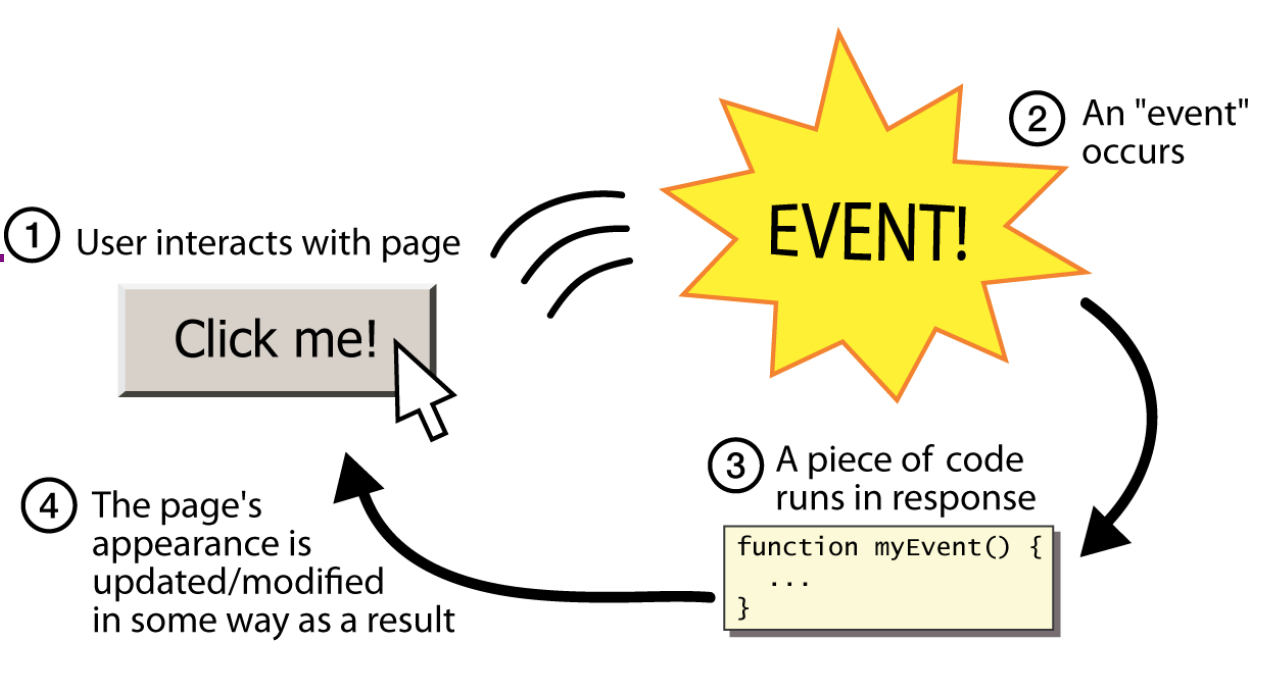 1 User interacts with page
Click me!
EVENT!
2 An "event"
occurs
3 A piece of code
runs in response
function myEvent() {
...
}
4 The page's
appearance is
updated/modified
in some way as a result